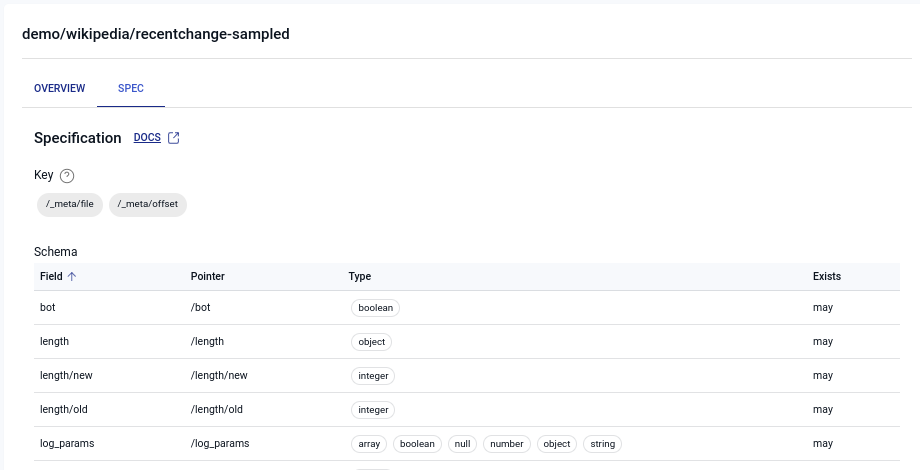 demo/wikipedia/recentchange-sampled
OVERVIEW SPEC
Specification DOCS
Key ?
/_meta/file /_meta/offset
Schema
Field Pointer Type Exists
bot /bot boolean may
length /length object may
length/new /length/new integer may
length/old /length/old integer may
log_params /log_params array boolean null number object string may